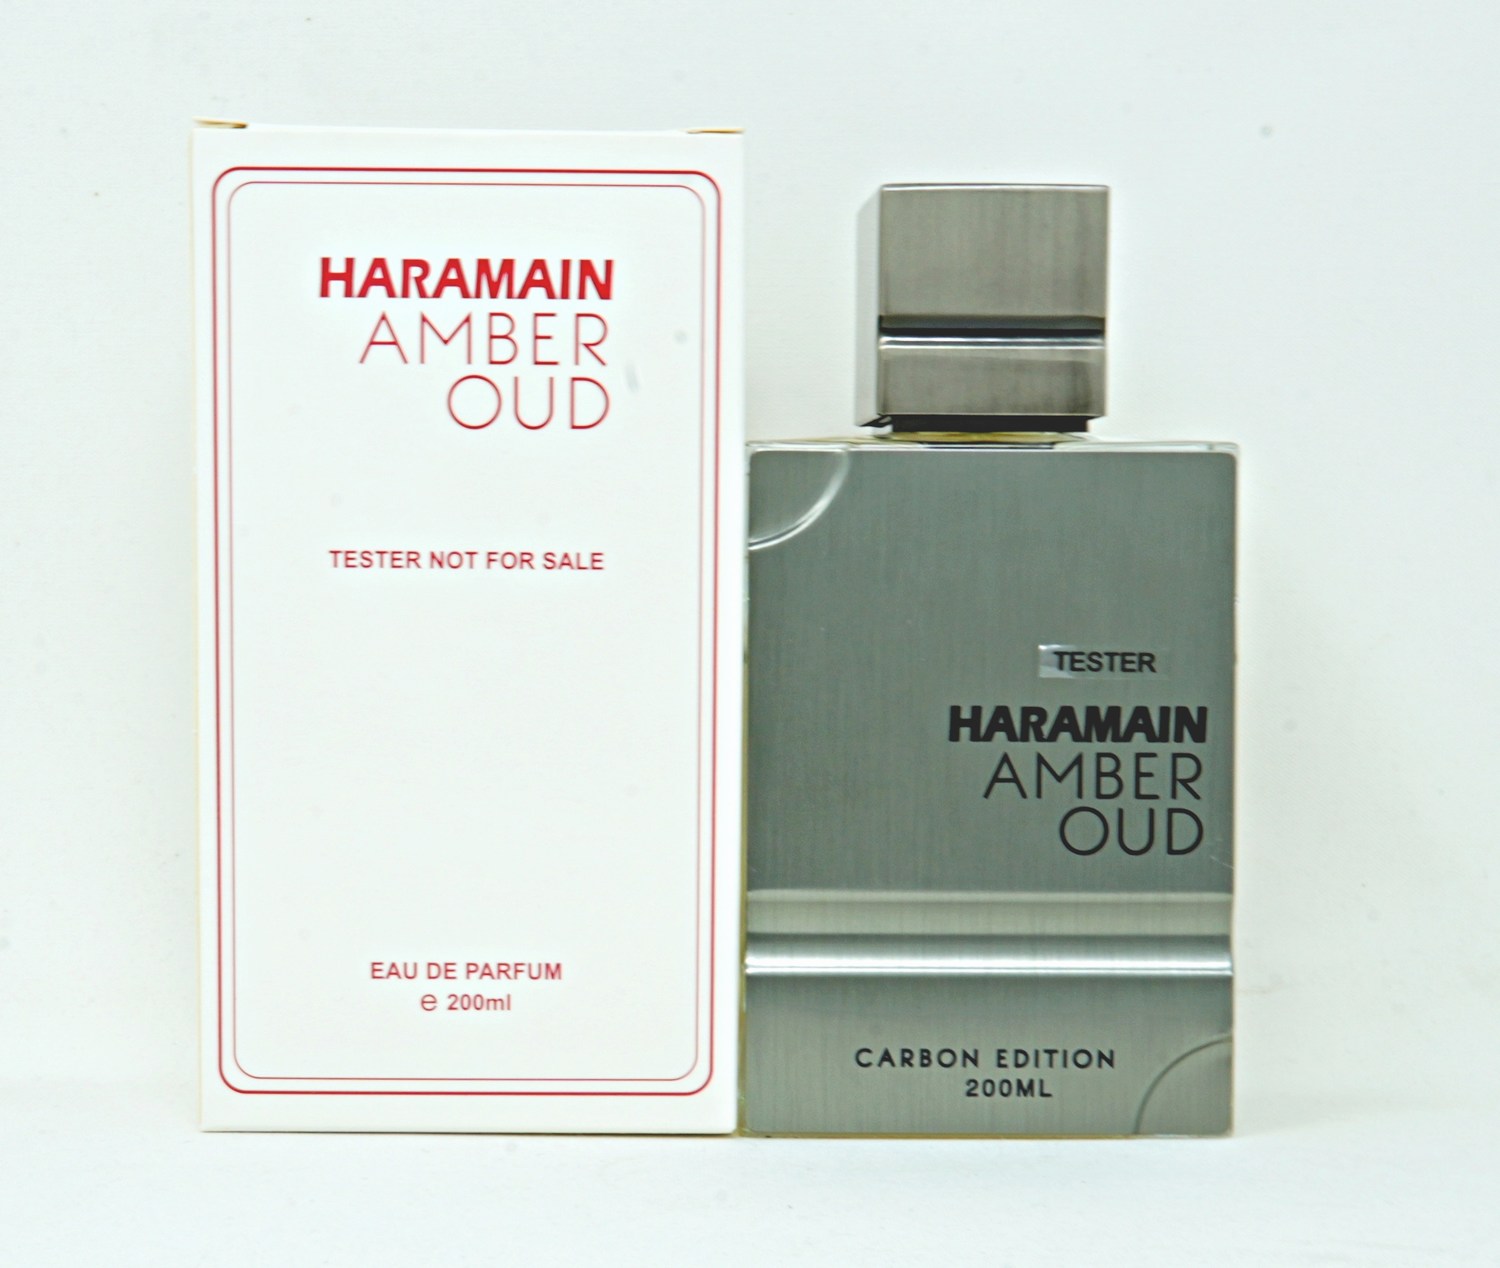 HARAMAIN
AMBER
OUD
TESTER NOT FOR SALE
EAU DE PARFUM
℮ 200ml
TESTER
HARAMAIN
AMBER
OUD
CARBON EDITION
200ML